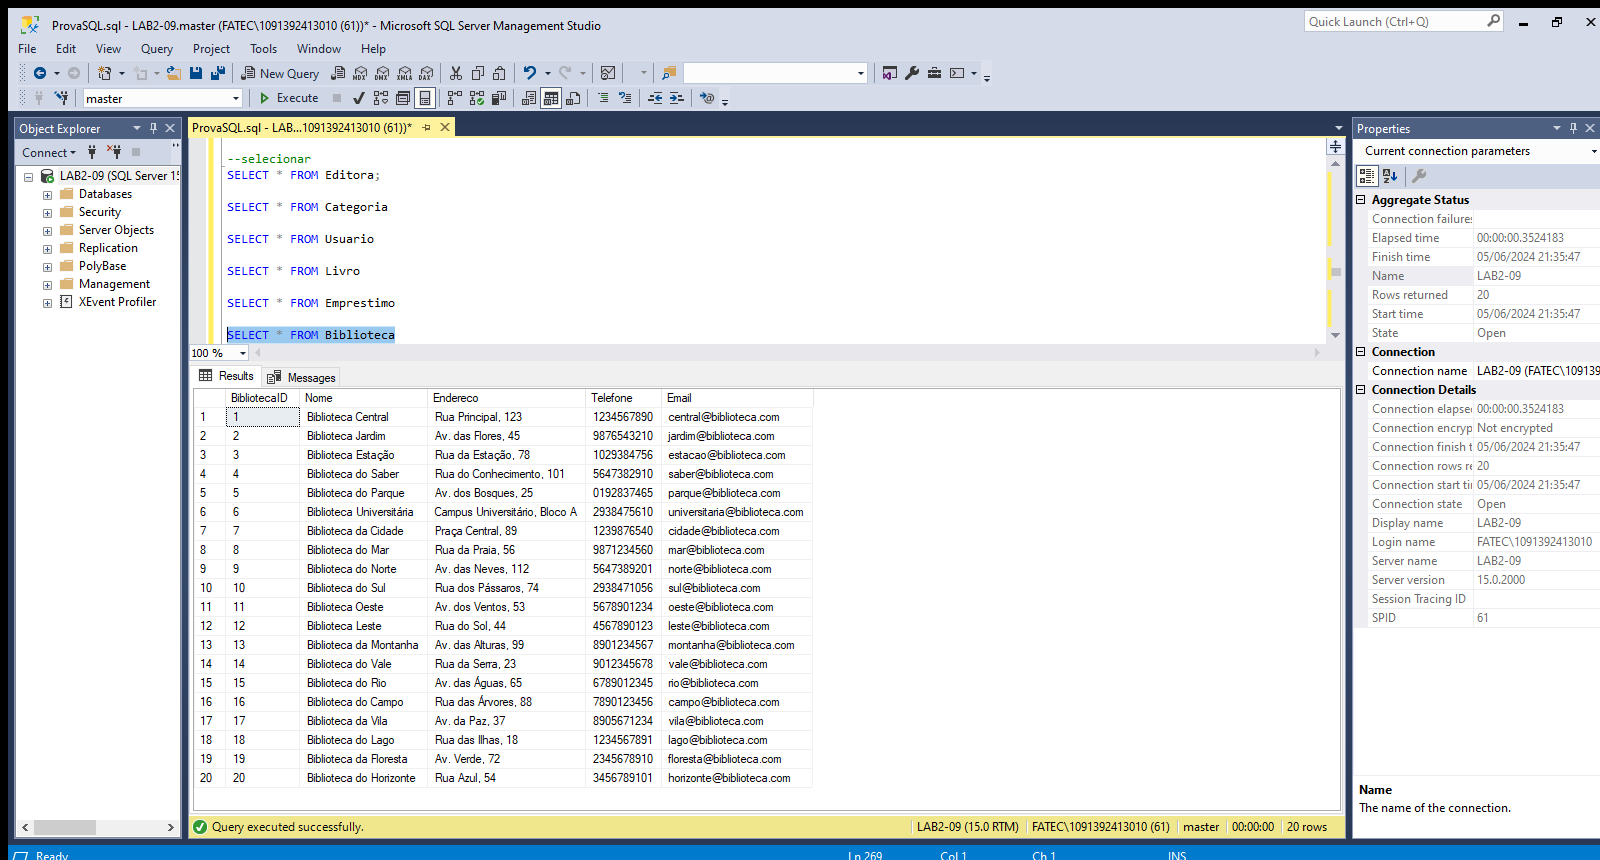 ProvaSQL.sql - LAB2-09.master (FATEC\1091392413010 (61))* - Microsoft SQL Server Management Studio
Quick Launch (Ctrl+Q)
File Edit View Query Project Tools Window Help
New Query MDX DMX XMLA DAX
master Execute
Object Explorer
Connect
LAB2-09 (SQL Server 15
Databases
Security
Server Objects
Replication
PolyBase
Management
XEvent Profiler
ProvaSQL.sql - LAB...1091392413010 (61))*
--selecionar
SELECT * FROM Editora;
SELECT * FROM Categoria
SELECT * FROM Usuario
SELECT * FROM Livro
SELECT * FROM Emprestimo
SELECT * FROM Biblioteca
100 %
Results Messages
BibliotecaID Nome Endereco Telefone Email
1 1 Biblioteca Central Rua Principal, 123 1234567890 central@biblioteca.com
2 2 Biblioteca Jardim Av. das Flores, 45 9876543210 jardim@biblioteca.com
3 3 Biblioteca Estação Rua da Estação, 78 1029384756 estacao@biblioteca.com
4 4 Biblioteca do Saber Rua do Conhecimento, 101 5647382910 saber@biblioteca.com
5 5 Biblioteca do Parque Av. dos Bosques, 25 0192837465 parque@biblioteca.com
6 6 Biblioteca Universitária Campus Universitário, Bloco A 2938475610 universitaria@biblioteca.com
7 7 Biblioteca da Cidade Praça Central, 89 1239876540 cidade@biblioteca.com
8 8 Biblioteca do Mar Rua da Praia, 56 9871234560 mar@biblioteca.com
9 9 Biblioteca do Norte Av. das Neves, 112 5647389201 norte@biblioteca.com
10 10 Biblioteca do Sul Rua dos Pássaros, 74 2938471056 sul@biblioteca.com
11 11 Biblioteca Oeste Av. dos Ventos, 53 5678901234 oeste@biblioteca.com
12 12 Biblioteca Leste Rua do Sol, 44 4567890123 leste@biblioteca.com
13 13 Biblioteca da Montanha Av. das Alturas, 99 8901234567 montanha@biblioteca.com
14 14 Biblioteca do Vale Rua da Serra, 23 9012345678 vale@biblioteca.com
15 15 Biblioteca do Rio Av. das Águas, 65 6789012345 rio@biblioteca.com
16 16 Biblioteca do Campo Rua das Árvores, 88 7890123456 campo@biblioteca.com
17 17 Biblioteca da Vila Av. da Paz, 37 8905671234 vila@biblioteca.com
18 18 Biblioteca do Lago Rua das Ilhas, 18 1234567891 lago@biblioteca.com
19 19 Biblioteca da Floresta Av. Verde, 72 2345678910 floresta@biblioteca.com
20 20 Biblioteca do Horizonte Rua Azul, 54 3456789101 horizonte@biblioteca.com
Query executed successfully.
LAB2-09 (15.0 RTM) FATEC\1091392413010 (61) master 00:00:00 20 rows
Properties
Current connection parameters
Aggregate Status
Connection failures
Elapsed time 00:00:00.3524183
Finish time 05/06/2024 21:35:47
Name LAB2-09
Rows returned 20
Start time 05/06/2024 21:35:47
State Open
Connection
Connection name LAB2-09 (FATEC\109139
Connection Details
Connection elapse 00:00:00.3524183
Connection encryp Not encrypted
Connection finish t 05/06/2024 21:35:47
Connection rows re 20
Connection start tii 05/06/2024 21:35:47
Connection state Open
Display name LAB2-09
Login name FATEC\1091392413010
Server name LAB2-09
Server version 15.0.2000
Session Tracing ID
SPID 61
Name
The name of the connection.
Ready Ln 269 Col 1 Ch 1 INS